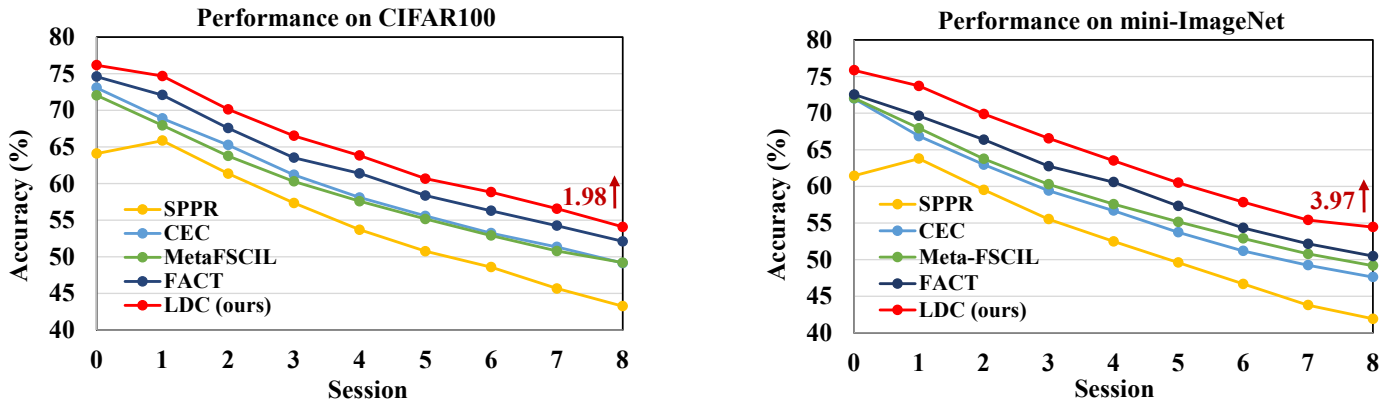 Performance on CIFAR100
Accuracy (%)
80
75
70
65
60
55
50
45
40
SPPR
CEC
MetaFSCIL
FACT
LDC (ours)
1.98
0 1 2 3 4 5 6 7 8
Session
Performance on mini-ImageNet
Accuracy (%)
80
75
70
65
60
55
50
45
40
SPPR
CEC
Meta-FSCIL
FACT
LDC (ours)
3.97
0 1 2 3 4 5 6 7 8
Session